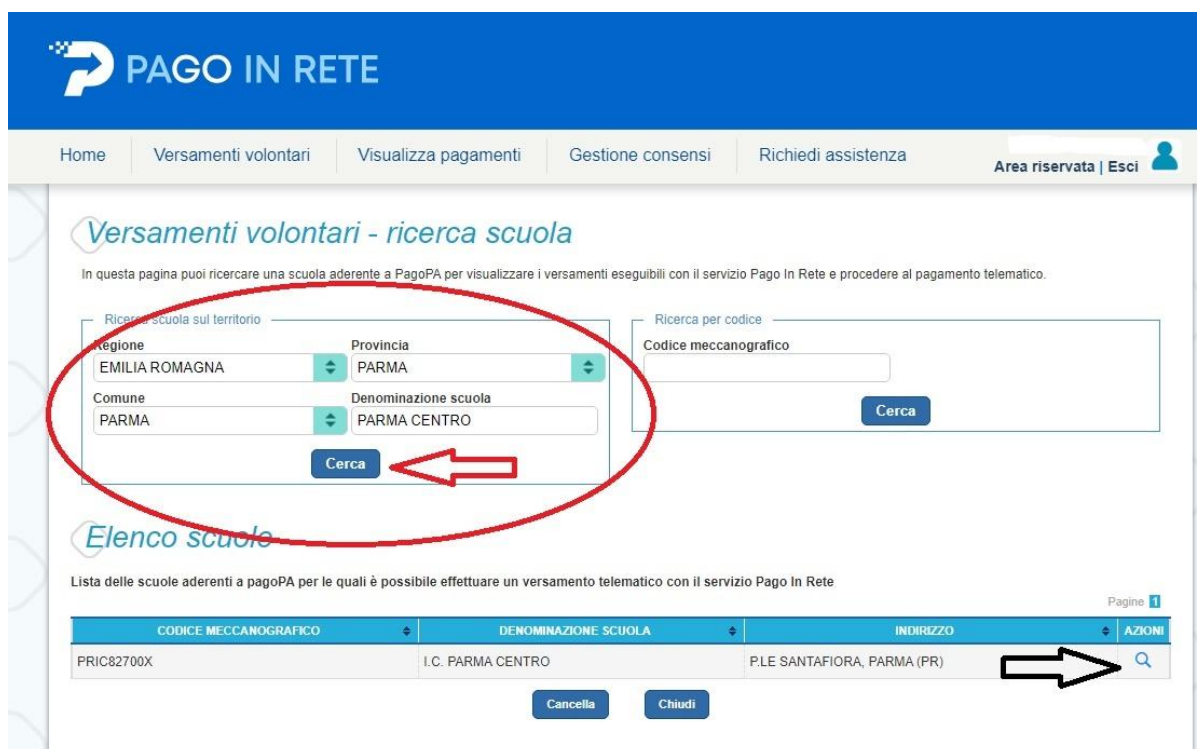 PAGO IN RETE
Home Versamenti volontari Visualizza pagamenti Gestione consensi Richiedi assistenza Area riservata | Esci
Versamenti volontari - ricerca scuola
In questa pagina puoi ricercare una scuola aderente a PagoPA per visualizzare i versamenti eseguibili con il servizio Pago In Rete e procedere al pagamento telematico.
Ricerca scuola sul territorio
Regione Provincia
EMILIA ROMAGNA PARMA
Comune Denominazione scuola
PARMA PARMA CENTRO
Cerca
Ricerca per codice
Codice meccanografico
Cerca
Elenco scuole
Lista delle scuole aderenti a pagoPA per le quali è possibile effettuare un versamento telematico con il servizio Pago In Rete
Pagine 1
CODICE MECCANOGRAFICO DENOMINAZIONE SCUOLA INDIRIZZO AZIONI
PRIC82700X I.C. PARMA CENTRO P.LE SANTAFIORA, PARMA (PR)
Cancella Chiudi